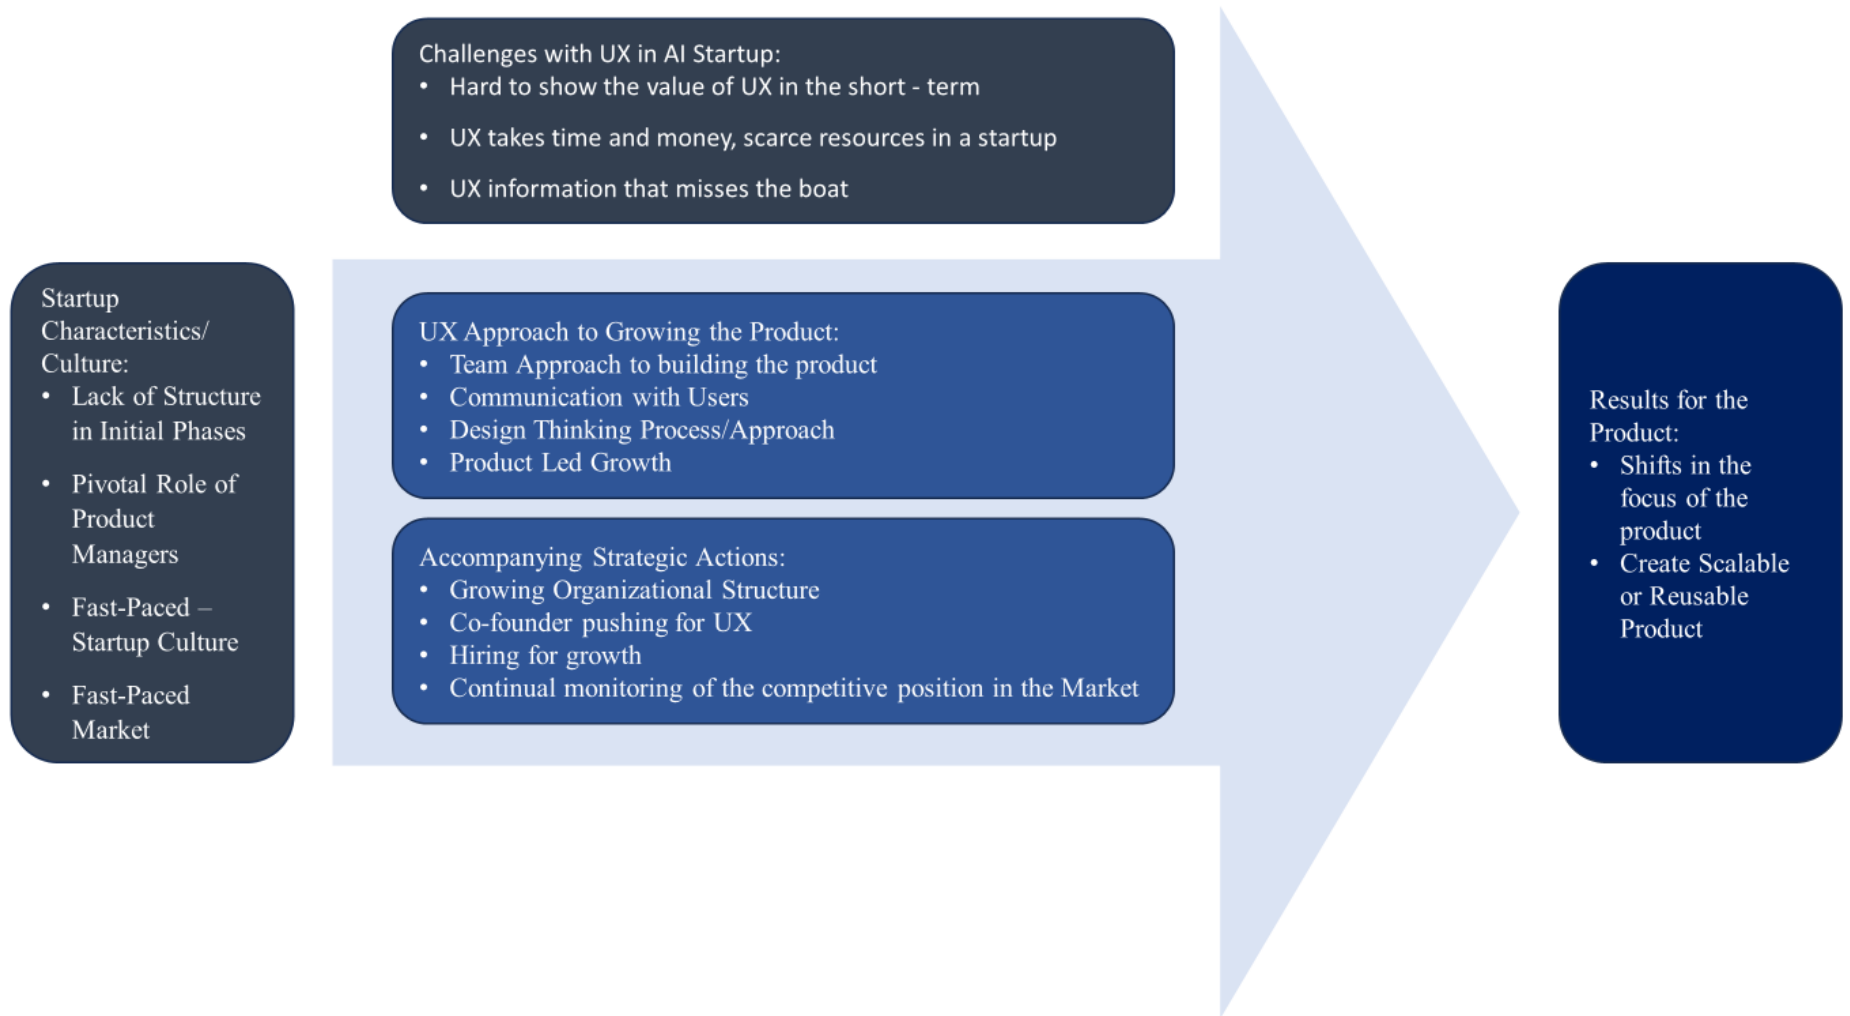 Challenges with UX in AI Startup:
• Hard to show the value of UX in the short - term
• UX takes time and money, scarce resources in a startup
• UX information that misses the boat
Startup
Characteristics/
Culture:
• Lack of Structure
in Initial Phases
• Pivotal Role of
Product
Managers
• Fast-Paced –
Startup Culture
• Fast-Paced
Market
UX Approach to Growing the Product:
• Team Approach to building the product
• Communication with Users
• Design Thinking Process/Approach
• Product Led Growth
Accompanying Strategic Actions:
• Growing Organizational Structure
• Co-founder pushing for UX
• Hiring for growth
• Continual monitoring of the competitive position in the Market
Results for the
Product:
• Shifts in the
focus of the
product
• Create Scalable
or Reusable
Product